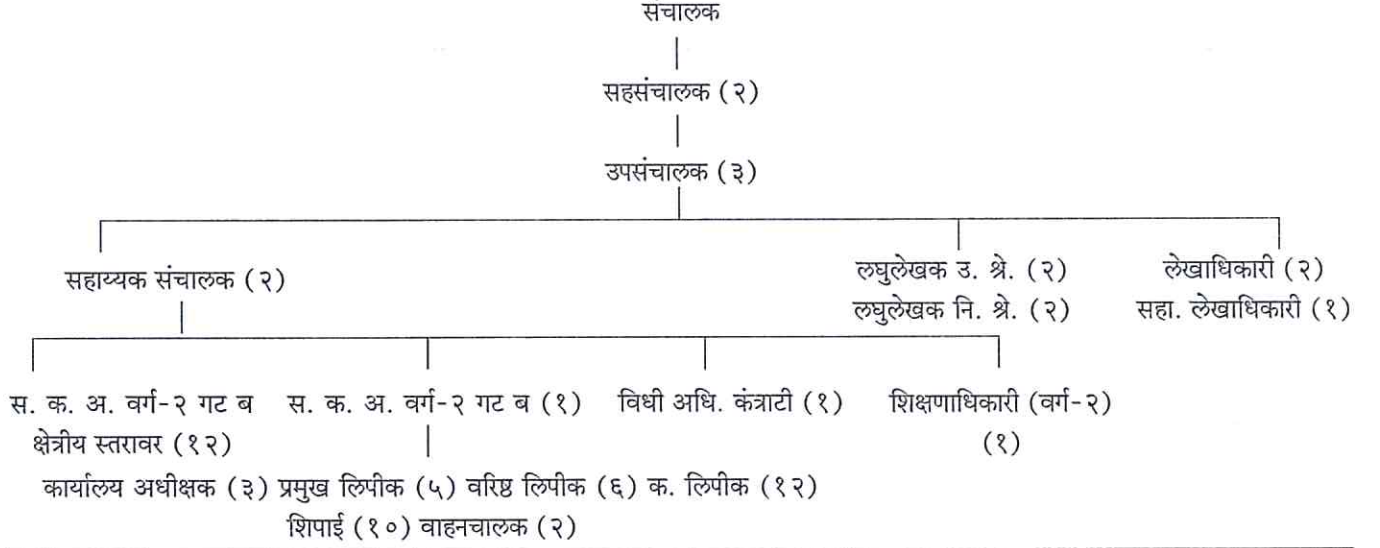 संचालक
सहसंचालक (२)
उपसंचालक (३)
सहाय्यक संचालक (२)
लघुलेखक उ. श्रे. (२)
लघुलेखक नि. श्रे. (२)
लेखाधिकारी (२)
सहा. लेखाधिकारी (१)
स. क. अ. वर्ग-२ गट ब
क्षेत्रीय स्तरावर (१२)
स. क. अ. वर्ग-२ गट ब (१)
विधी अधि. कंत्राटी (१)
शिक्षणाधिकारी (वर्ग-२)
(१)
कार्यालय अधीक्षक (३) प्रमुख लिपीक (५) वरिष्ठ लिपीक (६) क. लिपीक (१२)
शिपाई (१०) वाहनचालक (२)